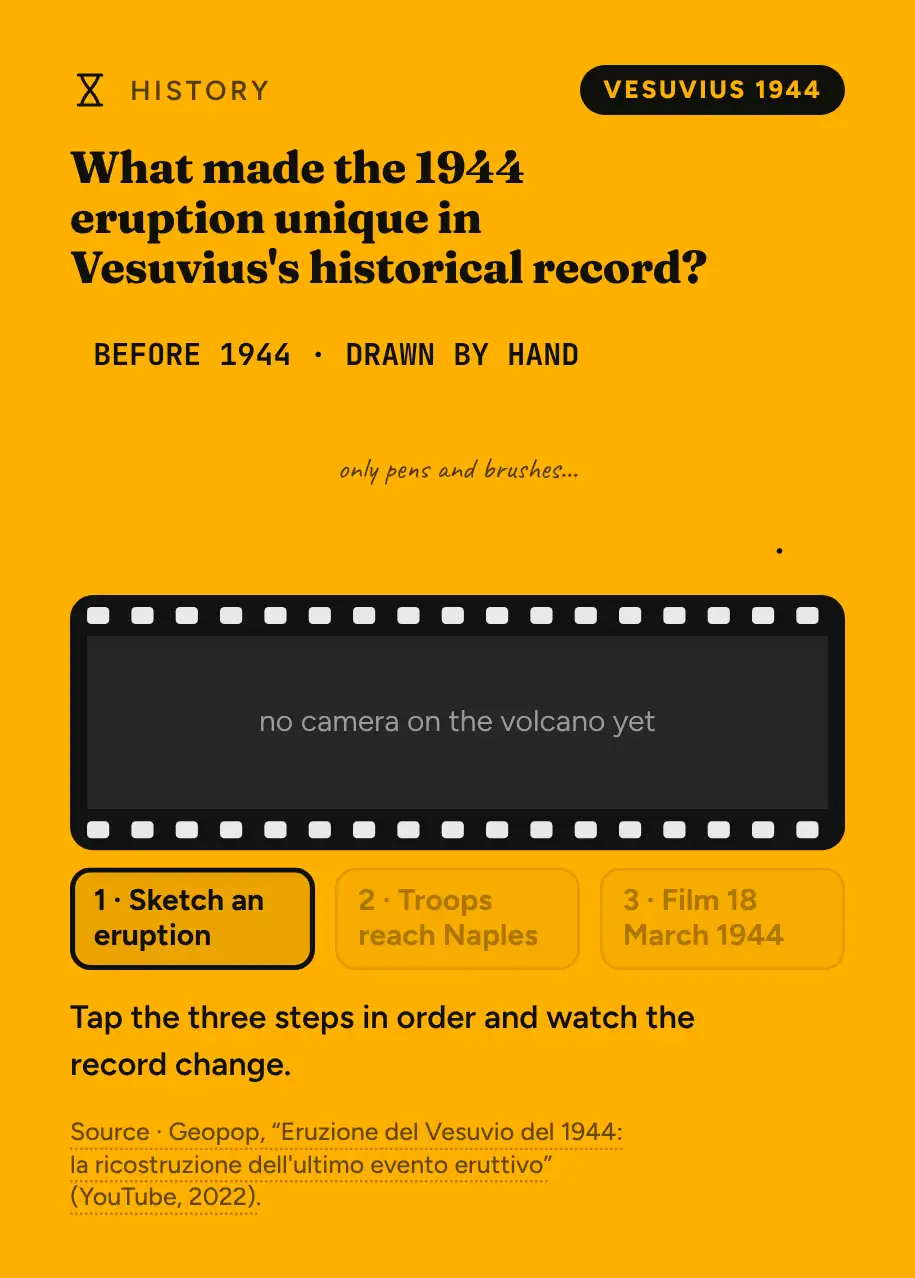 HISTORY
VESUVIUS 1944
What made the 1944
eruption unique in
Vesuvius's historical record?
BEFORE 1944 · DRAWN BY HAND
only pens and brushes...
no camera on the volcano yet
1 · Sketch an
eruption
2 · Troops
reach Naples
3 · Film 18
March 1944
Tap the three steps in order and watch the
record change.
Source · Geopop, “Eruzione del Vesuvio del 1944:
la ricostruzione dell'ultimo evento eruttivo”
(YouTube, 2022).